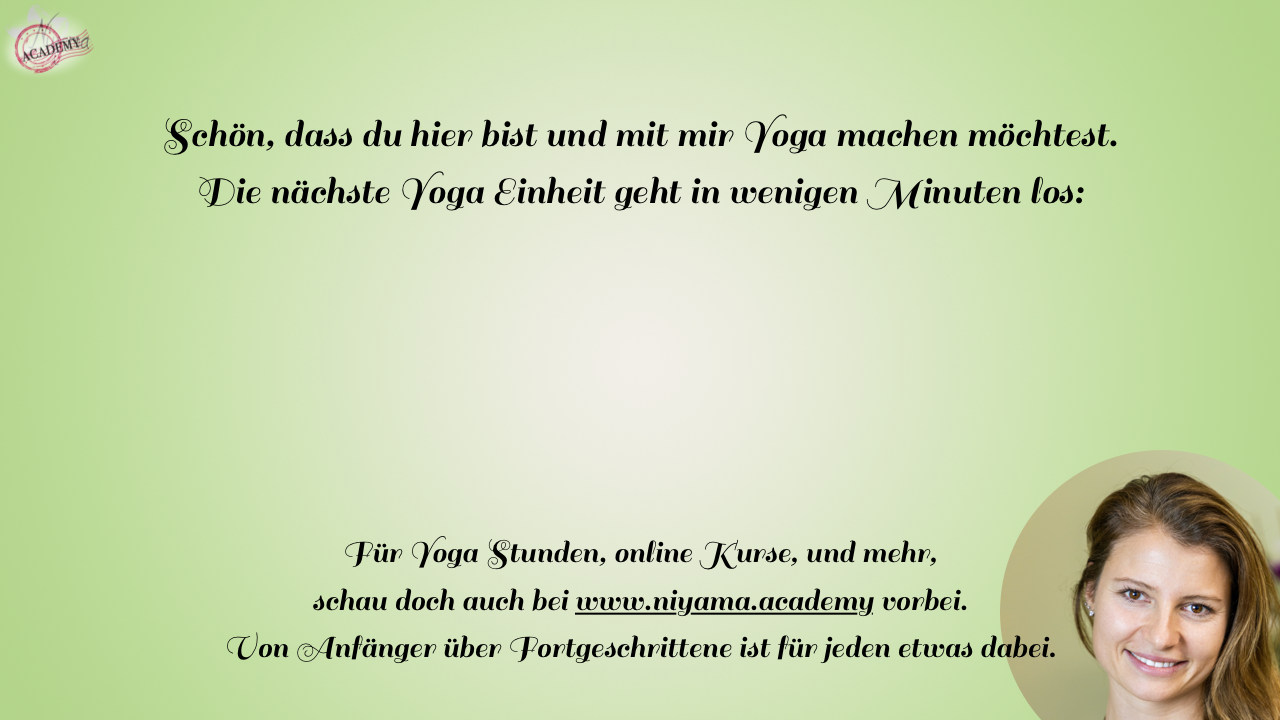 ACADEMY
Schön, dass du hier bist und mit mir Yoga machen möchtest.
Die nächste Yoga Einheit geht in wenigen Minuten los:
Für Yoga Stunden, online Kurse, und mehr,
schau doch auch bei www.niyama.academy vorbei.
Von Anfänger über Fortgeschrittene ist für jeden etwas dabei.